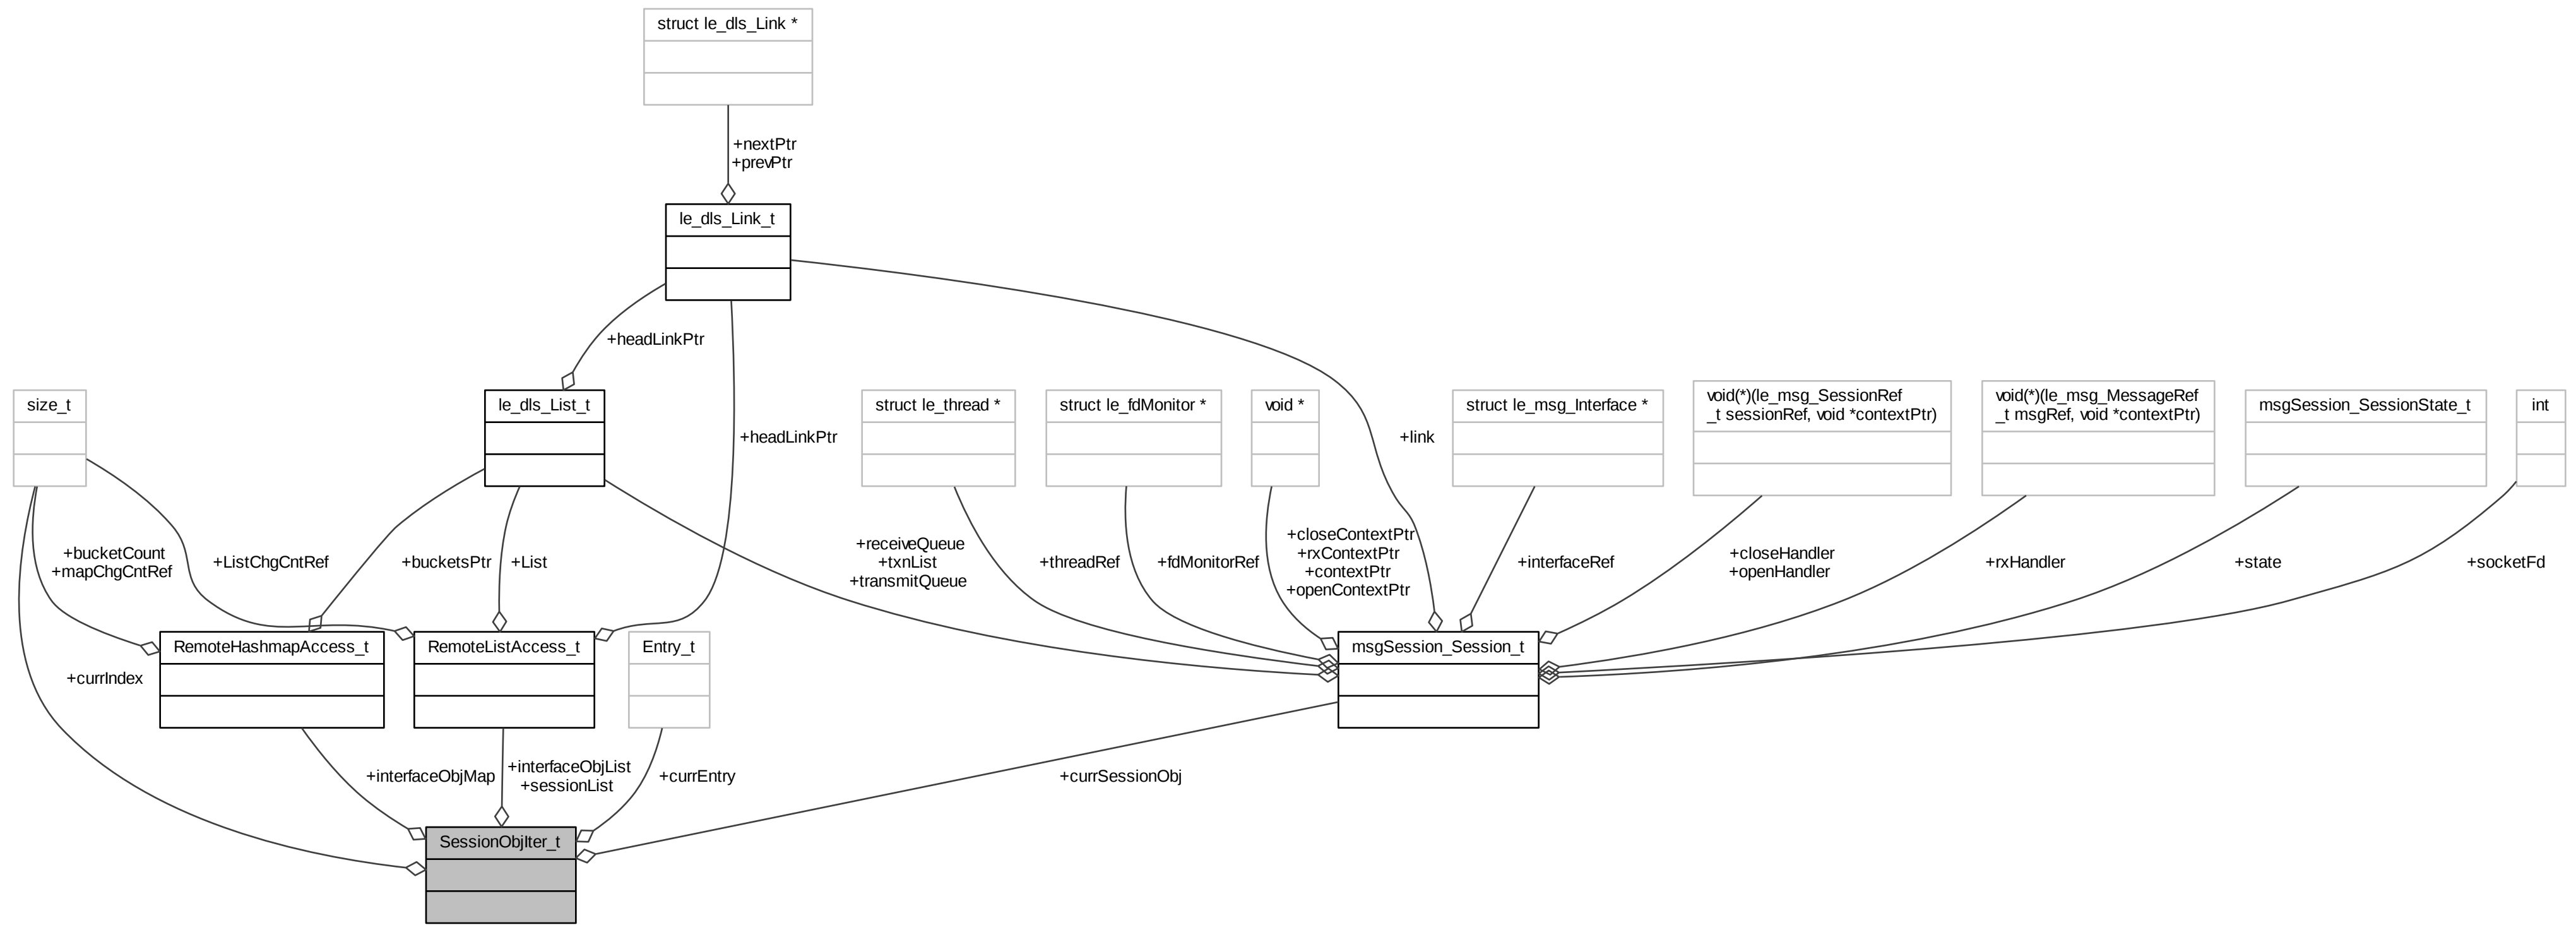 struct le_dls_Link *
+nextPtr
+prevPtr
le_dls_Link_t
+headLinkPtr
+headLinkPtr
+link
size_t
le_dls_List_t
struct le_thread *
struct le_fdMonitor *
void *
struct le_msg_Interface *
void(*)(le_msg_SessionRef
_t sessionRef, void *contextPtr)
void(*)(le_msg_MessageRef
_t msgRef, void *contextPtr)
msgSession_SessionState_t
int
+bucketCount
+mapChgCntRef
+ListChgCntRef
+bucketsPtr
+List
+receiveQueue
+txnList
+transmitQueue
+threadRef
+fdMonitorRef
+closeContextPtr
+rxContextPtr
+contextPtr
+openContextPtr
+interfaceRef
+closeHandler
+openHandler
+rxHandler
+state
+socketFd
+currIndex
RemoteHashmapAccess_t
RemoteListAccess_t
Entry_t
msgSession_Session_t
+interfaceObjMap
+interfaceObjList
+sessionList
+currEntry
+currSessionObj
SessionObjIter_t